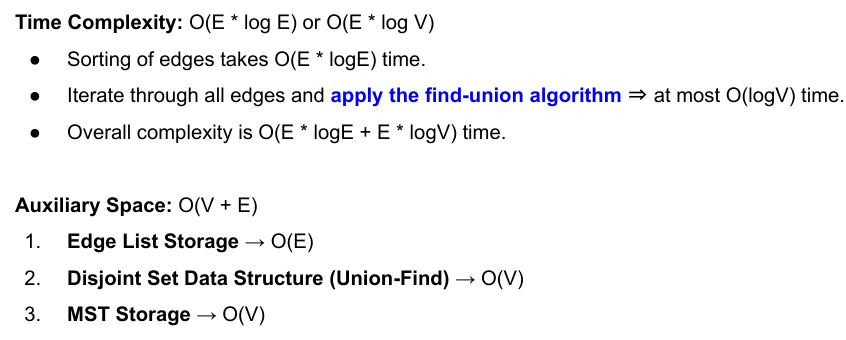 Time Complexity: O(E * log E) or O(E * log V)
● Sorting of edges takes O(E * logE) time.
● Iterate through all edges and apply the find-union algorithm ⇒ at most O(logV) time.
● Overall complexity is O(E * logE + E * logV) time.
Auxiliary Space: O(V + E)
1. Edge List Storage → O(E)
2. Disjoint Set Data Structure (Union-Find) → O(V)
3. MST Storage → O(V)